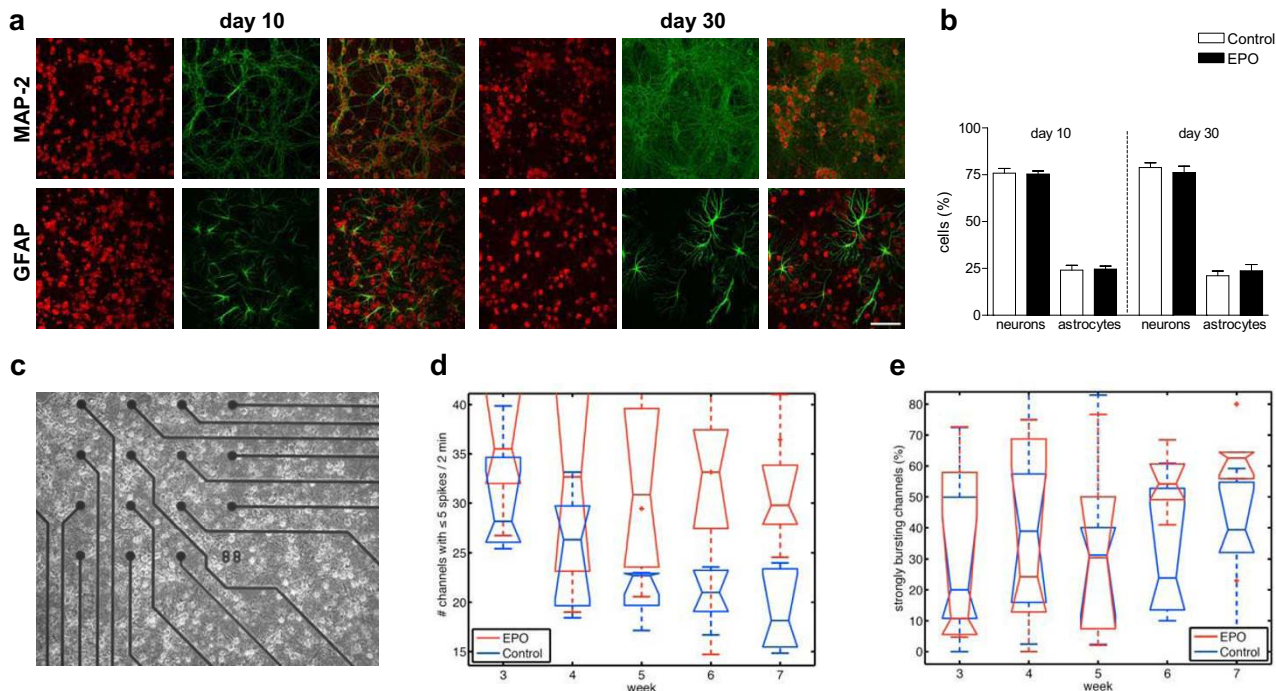 a
day 10
day 30
MAP-2
GFAP
b
Control
EPO
day 10
day 30
cells (%)
100
75
50
25
0
neurons
astrocytes
neurons
astrocytes
c
88
d
# channels with ≤ 5 spikes / 2 min
40
35
30
25
20
15
EPO
Control
3
4
5
6
7
week
e
strongly bursting channels (%)
80
70
60
50
40
30
20
10
0
EPO
Control
3
4
5
6
7
week